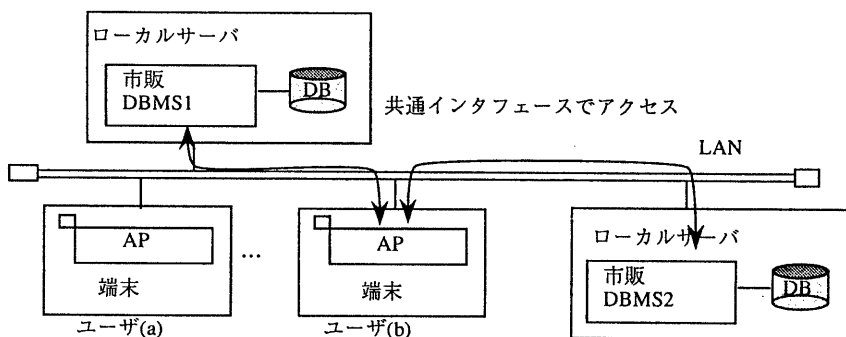 ローカルサーバ
市販
DBMS1
DB
共通インタフェースでアクセス
LAN
AP
端末
ユーザ(a)
…
AP
端末
ユーザ(b)
ローカルサーバ
市販
DBMS2
DB